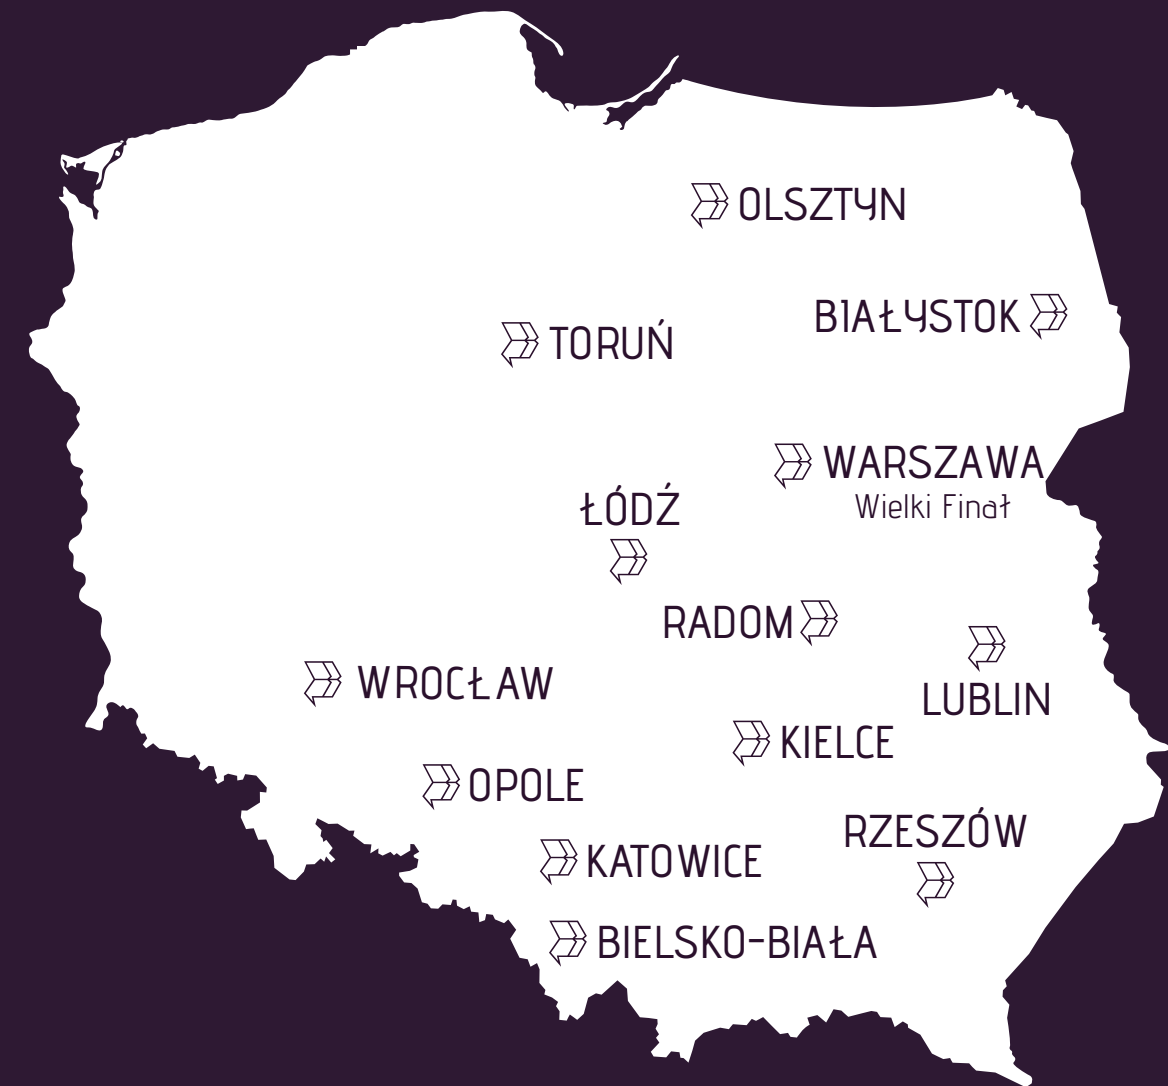 OLSZTYN
BIAŁYSTOK
TORUŃ
WARSZAWA
Wielki Finał
ŁÓDŹ
RADOM
WROCŁAW
LUBLIN
KIELCE
OPOLE
RZESZÓW
KATOWICE
BIELSKO-BIAŁA